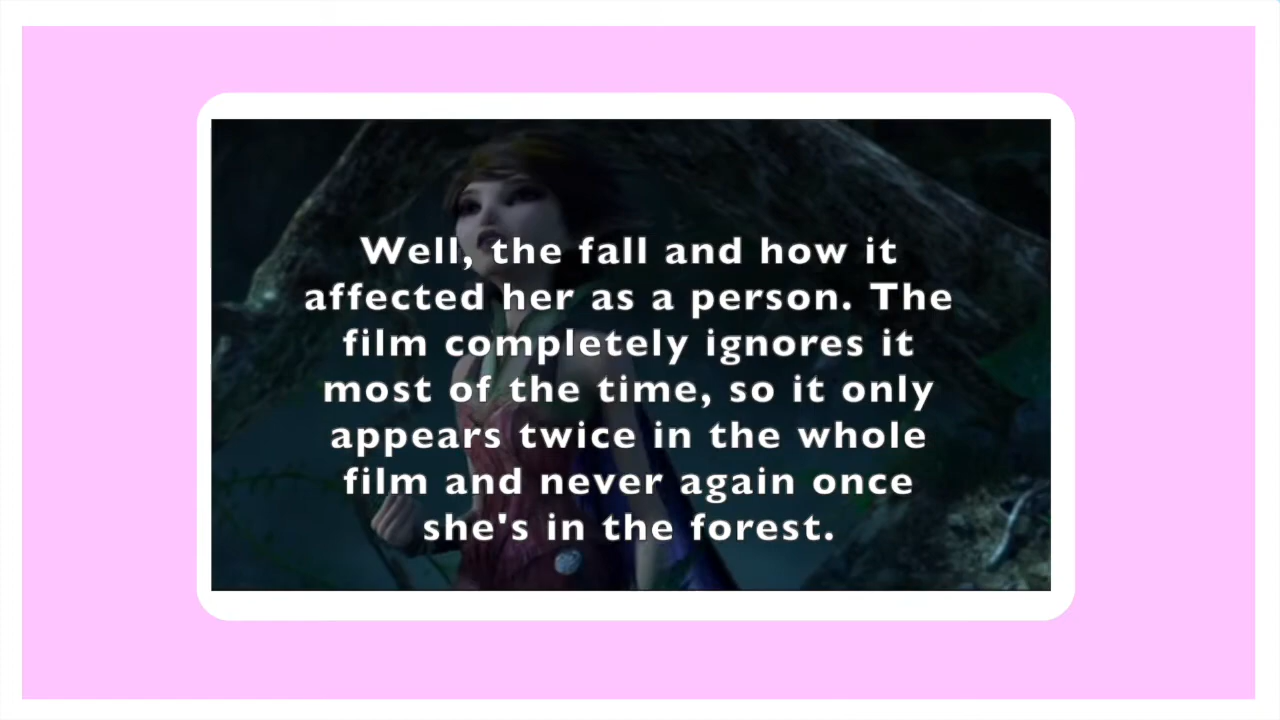 Well, the fall and how it
affected her as a person. The
film completely ignores it
most of the time, so it only
appears twice in the whole
film and never again once
she's in the forest.